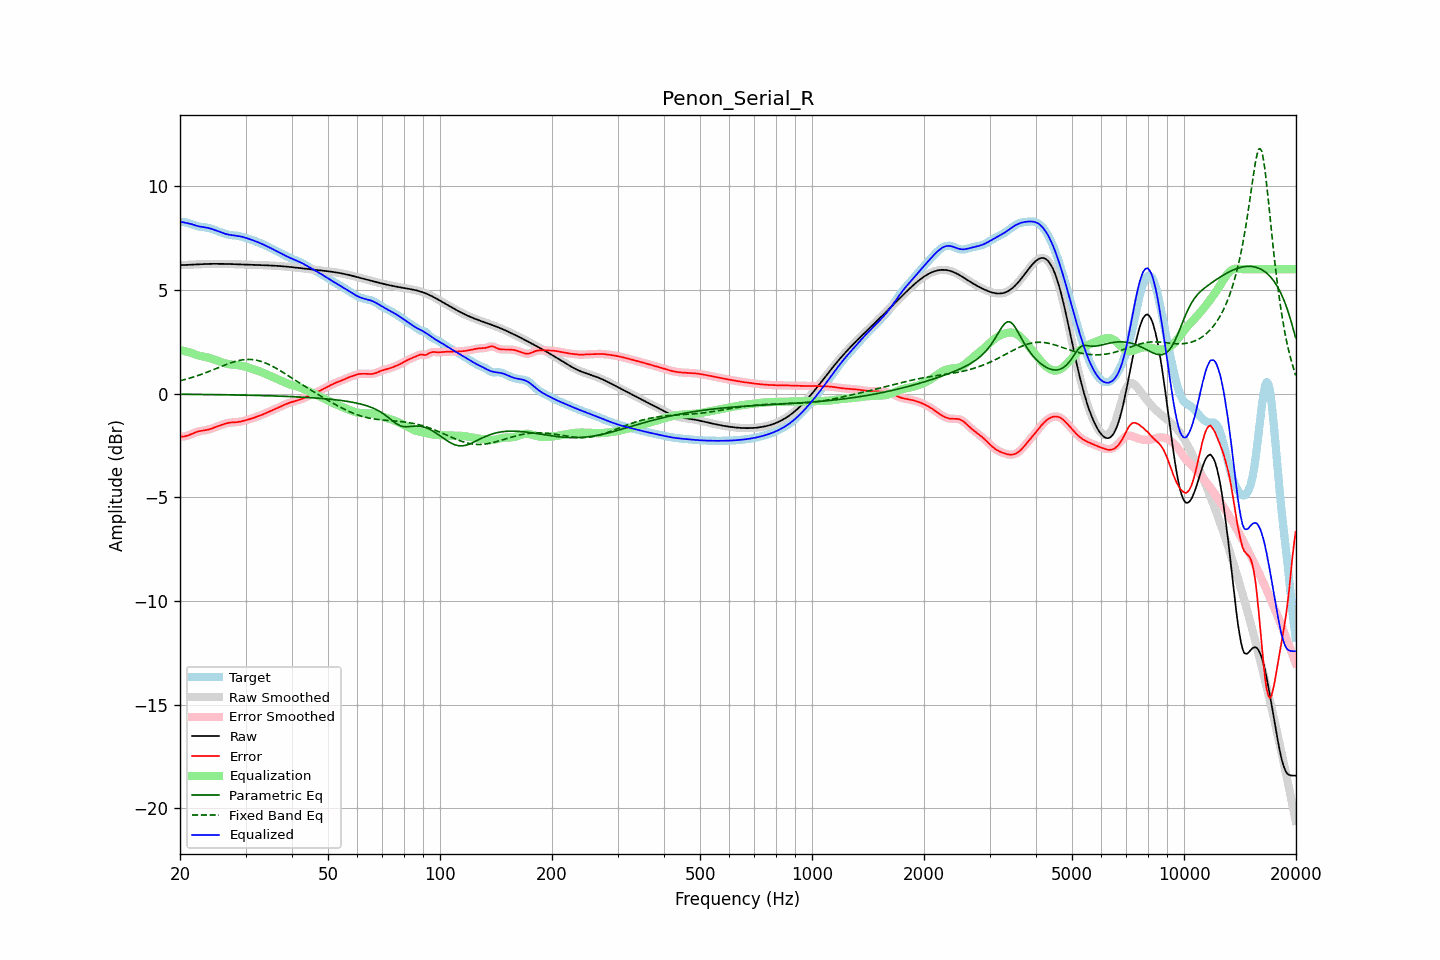 Penon_Serial_R
Amplitude (dBr)
10
5
0
−5
−10
−15
−20
Target
Raw Smoothed
Error Smoothed
Raw
Error
Equalization
Parametric Eq
Fixed Band Eq
Equalized
20 50 100 200 500 1000 2000 5000 10000 20000
Frequency (Hz)